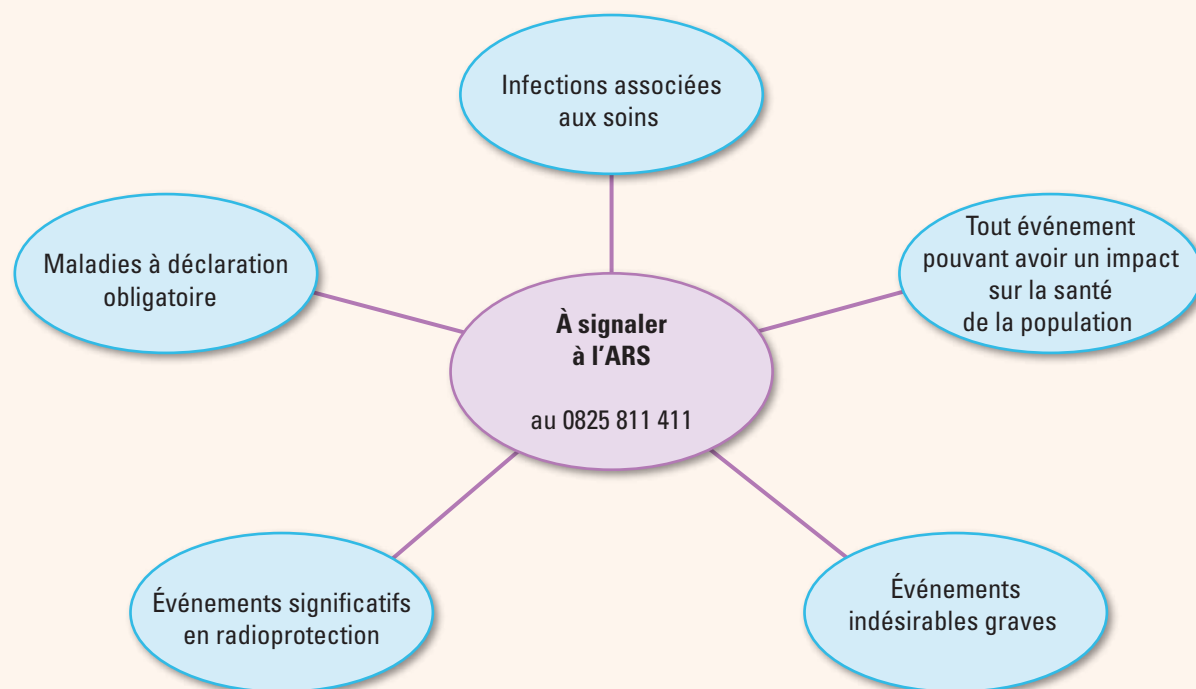 Infections associées
aux soins
Maladies à déclaration
obligatoire
Tout événement
pouvant avoir un impact
sur la santé
de la population
À signaler
à l’ARS
au 0825 811 411
Événements significatifs
en radioprotection
Événements
indésirables graves